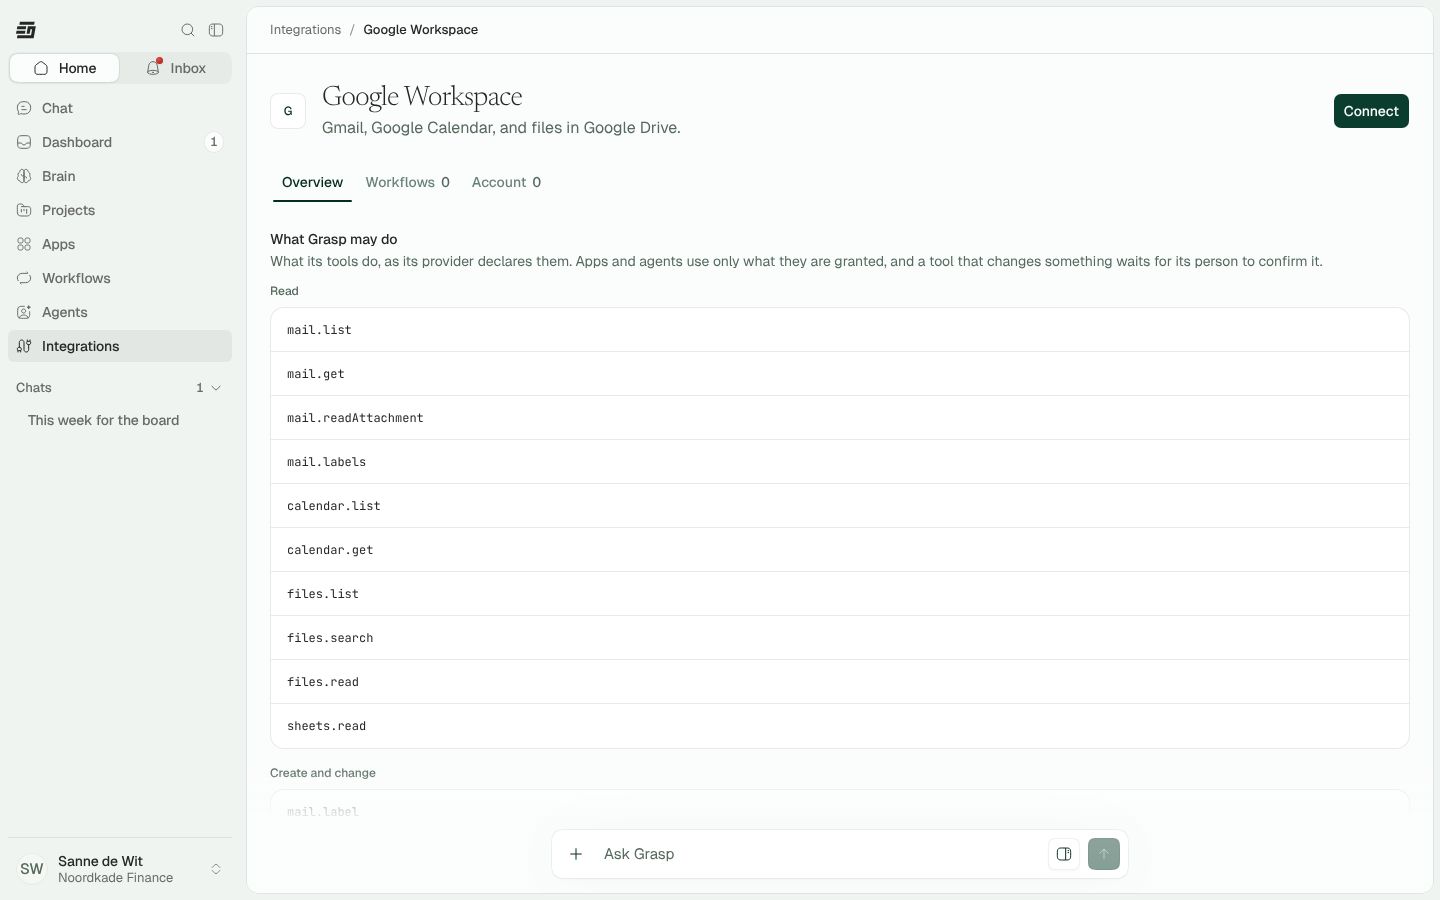 Integrations / Google Workspace
Home
Inbox
Chat
Dashboard 1
Brain
Projects
Apps
Workflows
Agents
Integrations
Chats 1
This week for the board
SW
Sanne de Wit
Noordkade Finance
G
Google Workspace
Gmail, Google Calendar, and files in Google Drive.
Connect
Overview Workflows 0 Account 0
What Grasp may do
What its tools do, as its provider declares them. Apps and agents use only what they are granted, and a tool that changes something waits for its person to confirm it.
Read
mail.list
mail.get
mail.readAttachment
mail.labels
calendar.list
calendar.get
files.list
files.search
files.read
sheets.read
Create and change
mail.label
Ask Grasp